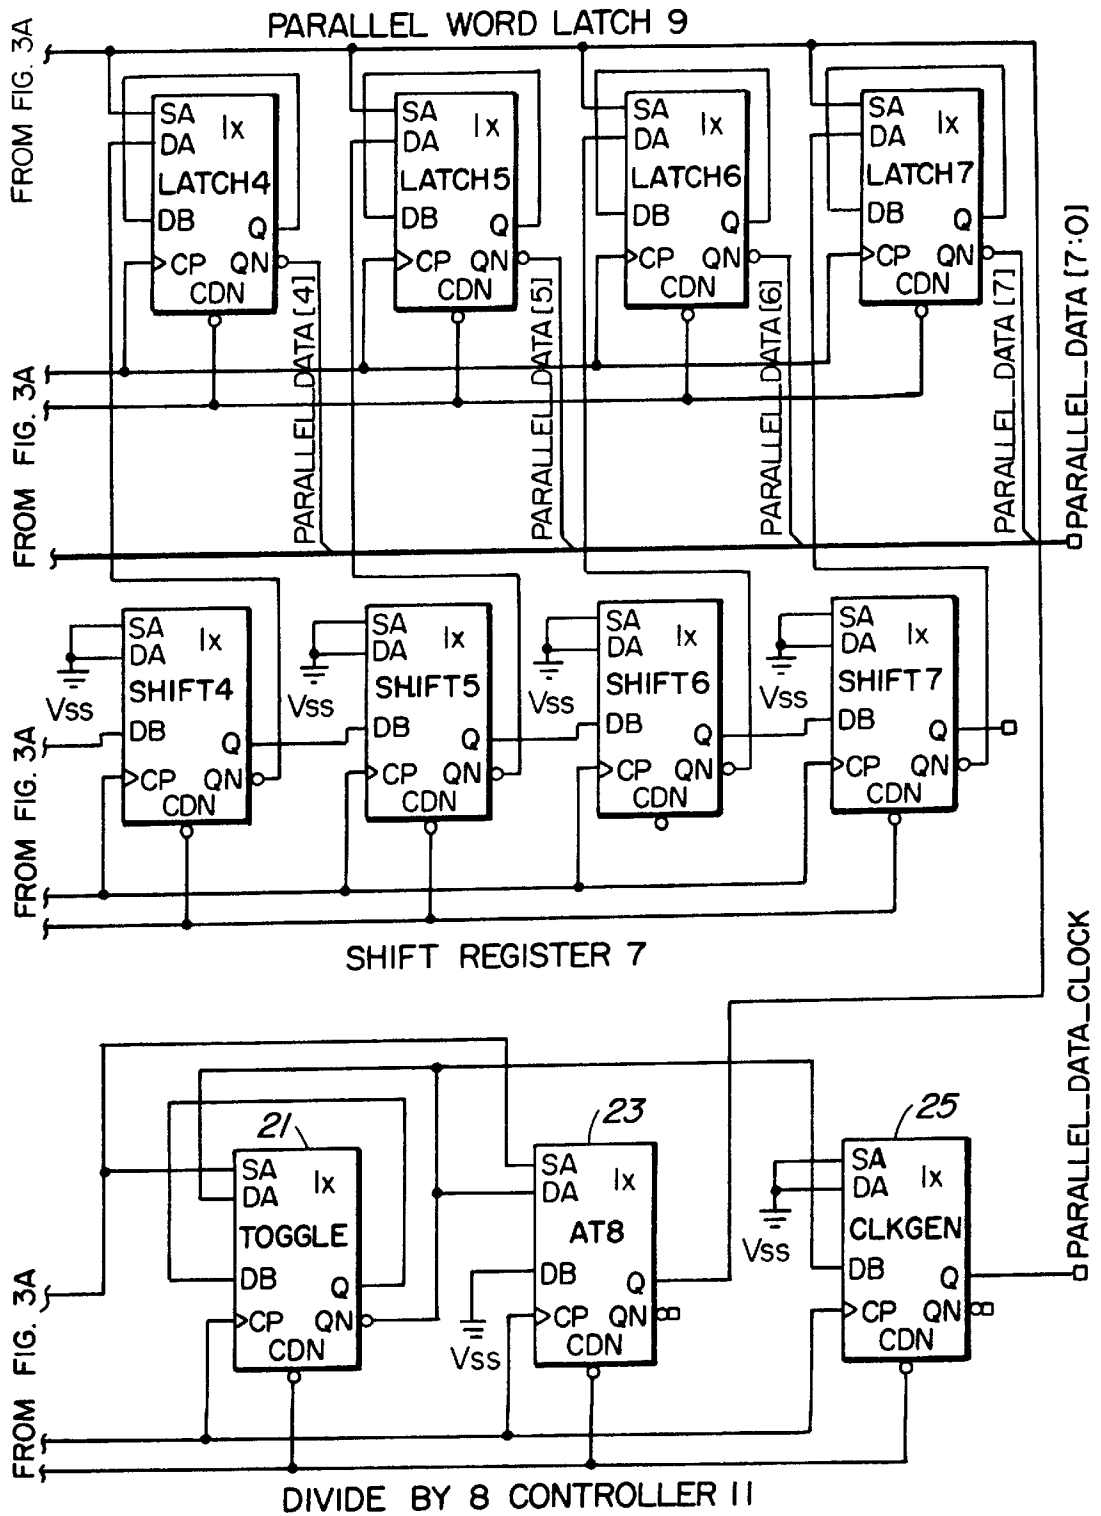 PARALLEL WORD LATCH 9
FROM FIG. 3A
SA
DA
Ix
LATCH4
DB
Q
CP
QN
CDN
PARALLEL_DATA[4]
SA
DA
Ix
LATCH5
DB
Q
CP
QN
CDN
PARALLEL_DATA[5]
SA
DA
Ix
LATCH6
DB
Q
CP
QN
CDN
PARALLEL_DATA[6]
SA
DA
Ix
LATCH7
DB
Q
CP
QN
CDN
PARALLEL_DATA[7]
PARALLEL_DATA[7:0]
FROM FIG. 3A
SA
DA
Ix
Vss
SHIFT4
DB
Q
CP
QN
CDN
SA
DA
Ix
Vss
SHIFT5
DB
Q
CP
QN
CDN
SA
DA
Ix
Vss
SHIFT6
DB
Q
CP
QN
CDN
SA
DA
Ix
Vss
SHIFT7
DB
Q
CP
QN
CDN
FROM FIG. 3A
SHIFT REGISTER 7
21
SA
DA
Ix
TOGGLE
DB
Q
CP
QN
CDN
23
SA
DA
Ix
AT8
DB
Q
Vss
CP
QN
CDN
25
SA
DA
Ix
Vss
CLKGEN
DB
Q
CP
QN
CDN
PARALLEL_DATA_CLOCK
FROM FIG. 3A
DIVIDE BY 8 CONTROLLER 11